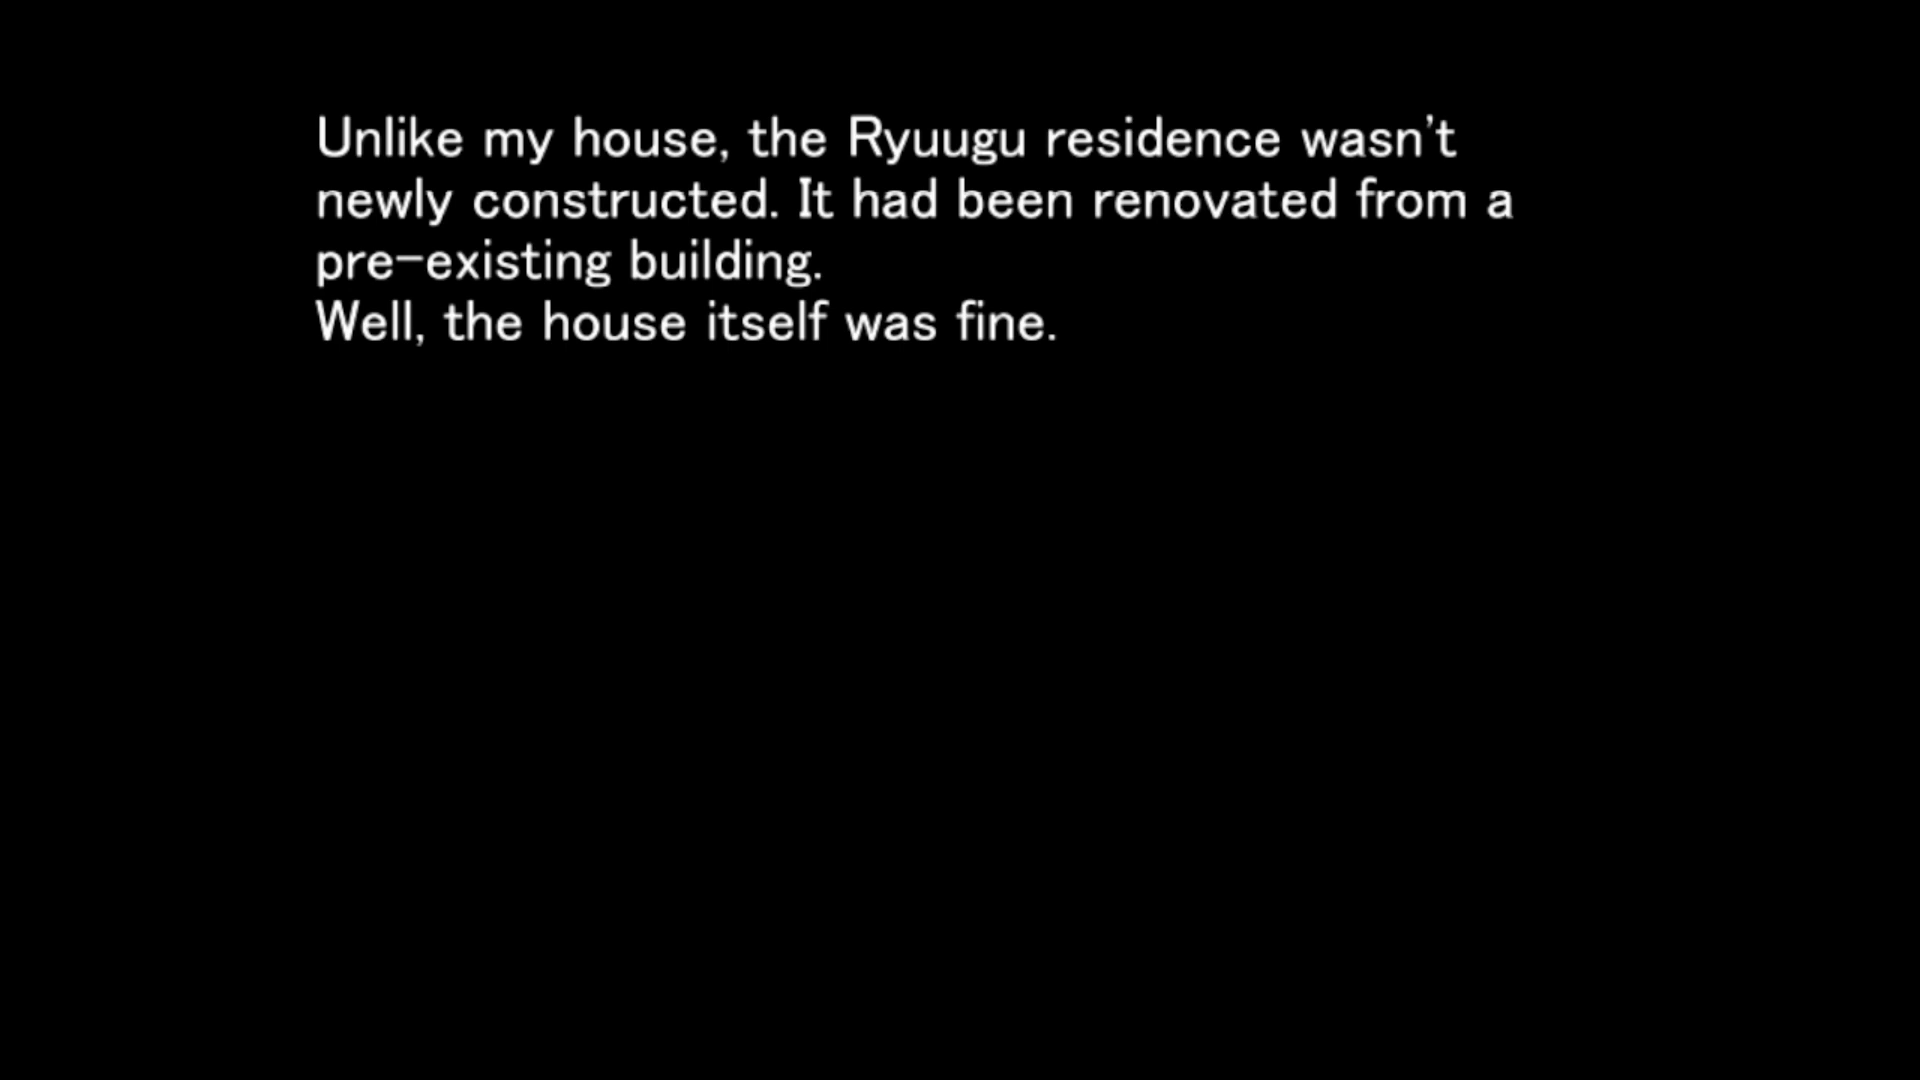 Unlike my house, the Ryuugu residence wasn't
newly constructed. It had been renovated from a
pre-existing building.
Well, the house itself was fine.